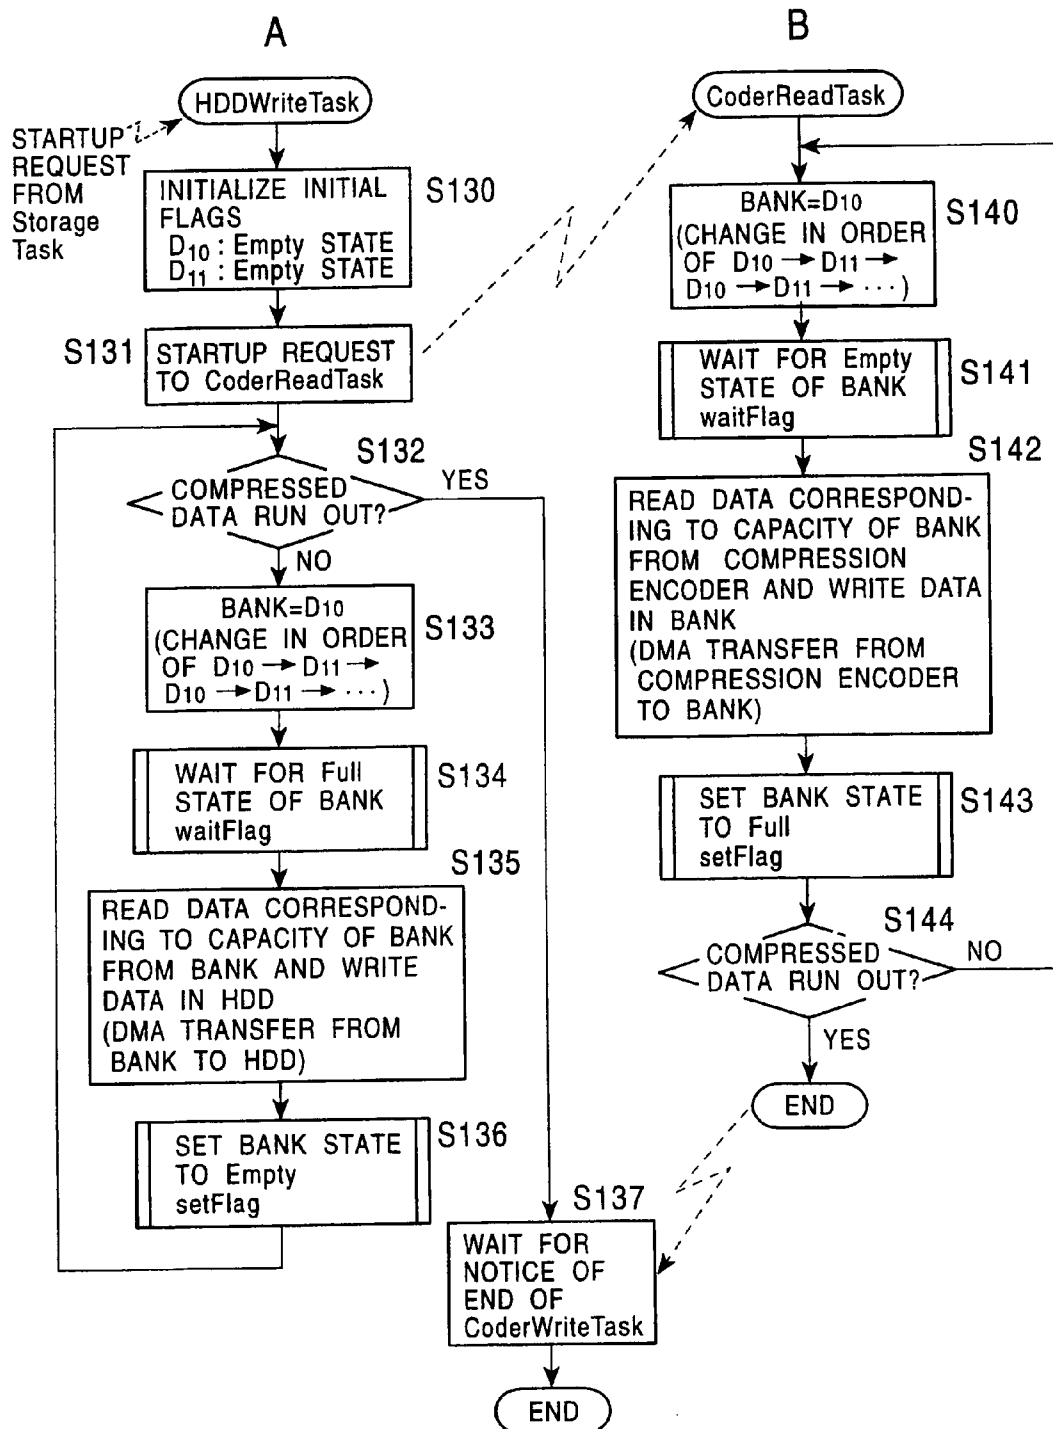 A
HDDWriteTask
STARTUP
REQUEST
FROM
Storage
Task
INITIALIZE INITIAL
FLAGS
D10 : Empty STATE
D11 : Empty STATE
S130
S131
STARTUP REQUEST
TO CoderReadTask
S132
COMPRESSED
DATA RUN OUT?
YES
NO
BANK=D10
(CHANGE IN ORDER
OF D10 → D11 →
D10 → D11 → ···)
S133
WAIT FOR Full
STATE OF BANK
waitFlag
S134
S135
READ DATA CORRESPOND-
ING TO CAPACITY OF BANK
FROM BANK AND WRITE
DATA IN HDD
(DMA TRANSFER FROM
BANK TO HDD)
SET BANK STATE
TO Empty
setFlag
S136
S137
WAIT FOR
NOTICE OF
END OF
CoderWriteTask
END
B
CoderReadTask
BANK=D10
(CHANGE IN ORDER
OF D10 → D11 →
D10 → D11 → ···)
S140
WAIT FOR Empty
STATE OF BANK
waitFlag
S141
S142
READ DATA CORRESPOND-
ING TO CAPACITY OF BANK
FROM COMPRESSION
ENCODER AND WRITE DATA
IN BANK
(DMA TRANSFER FROM
COMPRESSION ENCODER
TO BANK)
SET BANK STATE
TO Full
setFlag
S143
S144
COMPRESSED
DATA RUN OUT?
NO
YES
END